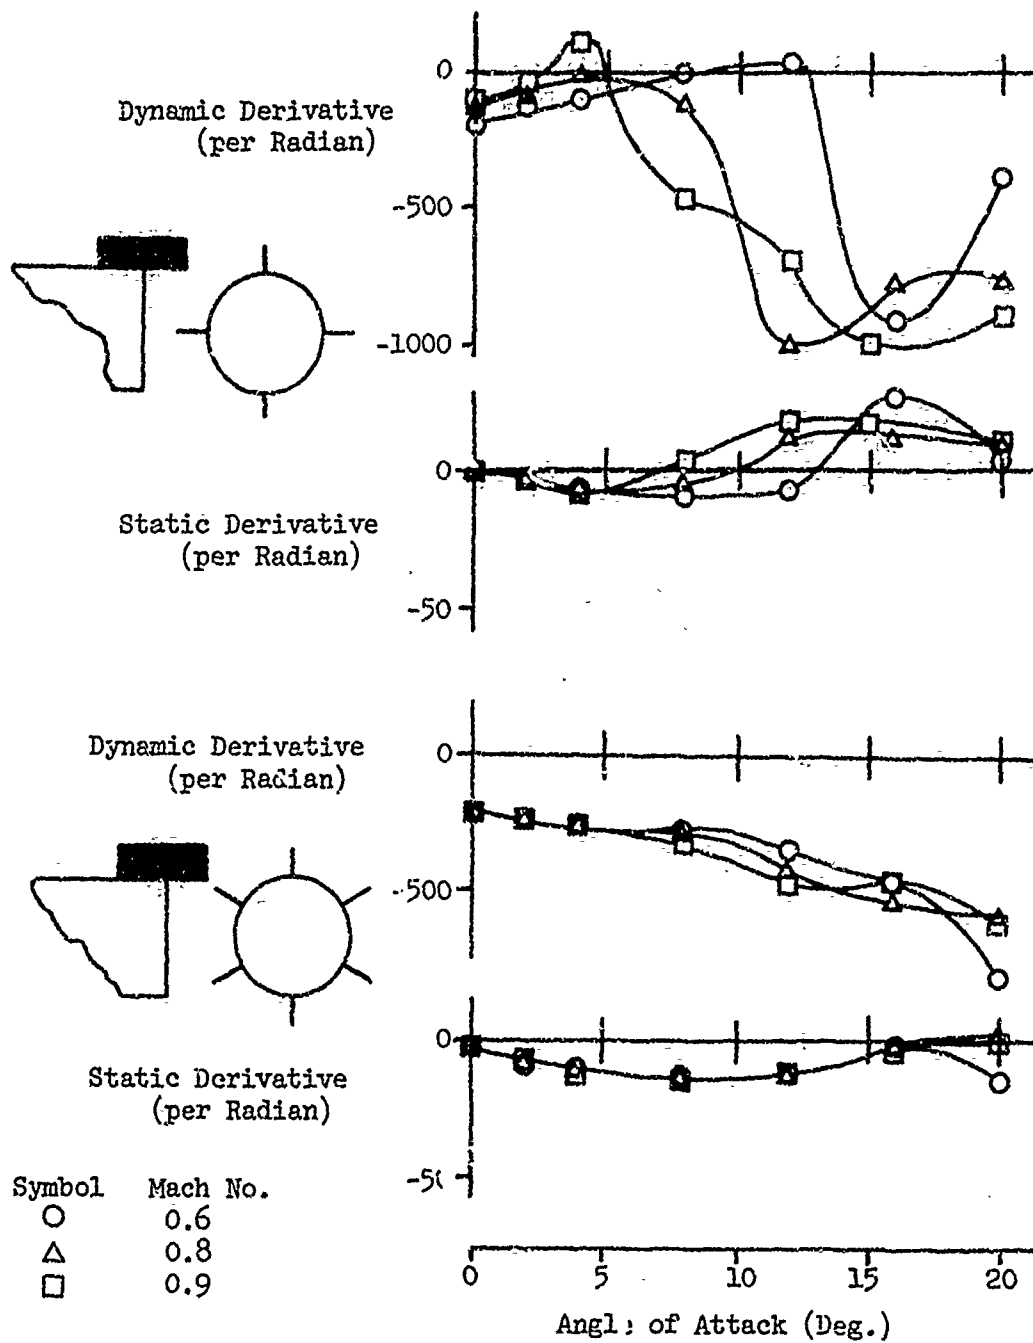 0
Dynamic Derivative
(per Radian)
-500
-1000
0
Static Derivative
(per Radian)
-50
Dynamic Derivative
(per Radian)
0
-500
0
Static Derivative
(per Radian)
Symbol Mach No.
0.6
0.8
0.9
0 5 10 15 20
of Attack (Deg.)